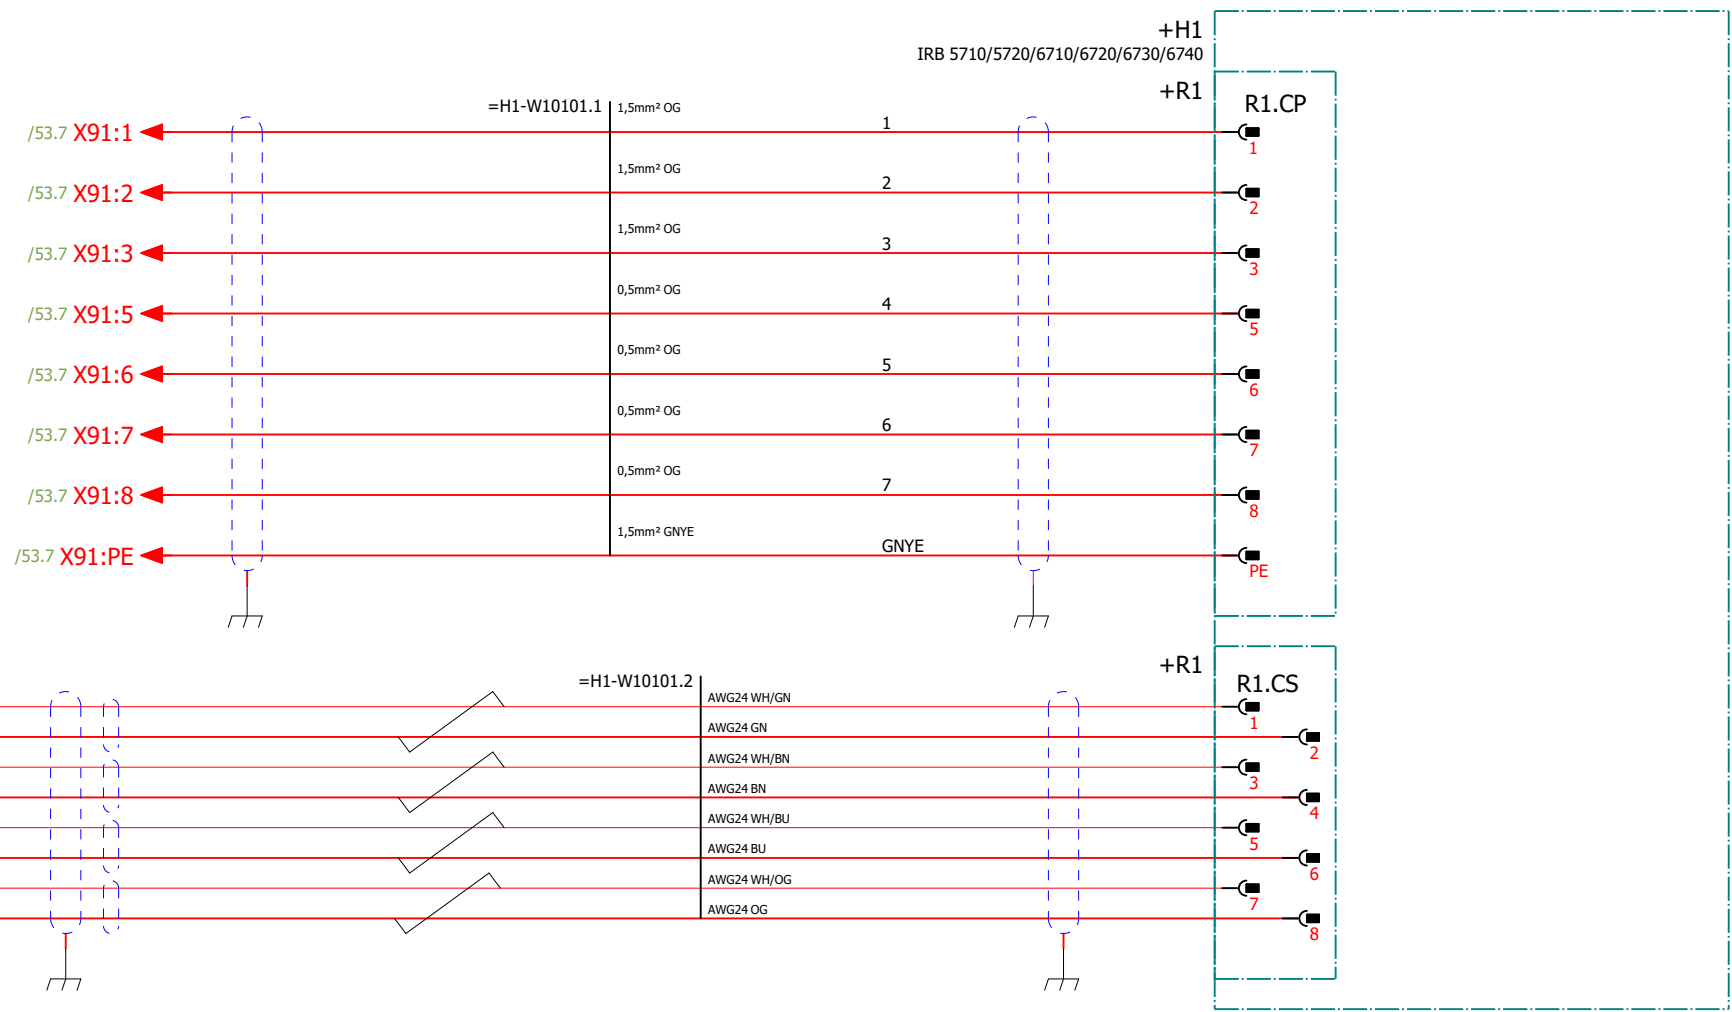 +H1
IRB 5710/5720/6710/6720/6730/6740
+R1
R1.CP
=H1-W10101.1
1,5mm² OG
/53.7 X91:1
1
1
1,5mm² OG
/53.7 X91:2
2
2
1,5mm² OG
/53.7 X91:3
3
3
0,5mm² OG
/53.7 X91:5
4
5
0,5mm² OG
/53.7 X91:6
5
6
0,5mm² OG
/53.7 X91:7
6
7
0,5mm² OG
/53.7 X91:8
7
8
1,5mm² GNYE
/53.7 X91:PE
GNYE
PE
+R1
R1.CS
=H1-W10101.2
AWG24 WH/GN
1
AWG24 GN
2
AWG24 WH/BN
3
AWG24 BN
4
AWG24 WH/BU
5
AWG24 BU
6
AWG24 WH/OG
7
AWG24 OG
8